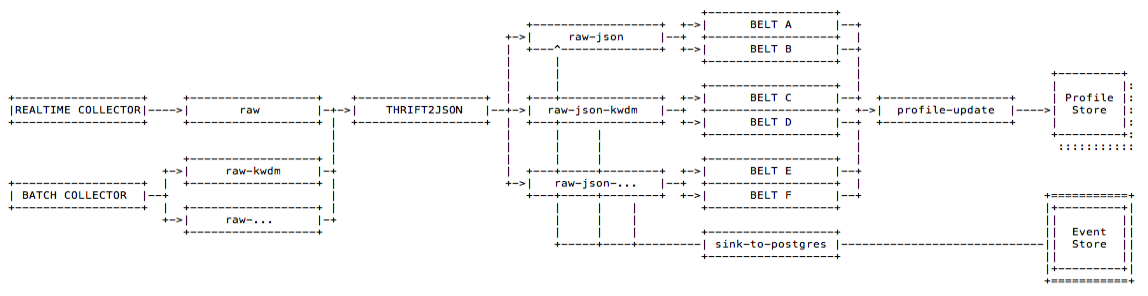 BELT A
raw-json
BELT B
REALTIME COLLECTOR
raw
THRIFT2JSON
raw-json-kwdm
BELT C
BELT D
profile-update
Profile
Store
raw-kwdm
BATCH COLLECTOR
raw-...
raw-json-...
BELT E
BELT F
sink-to-postgres
Event
Store